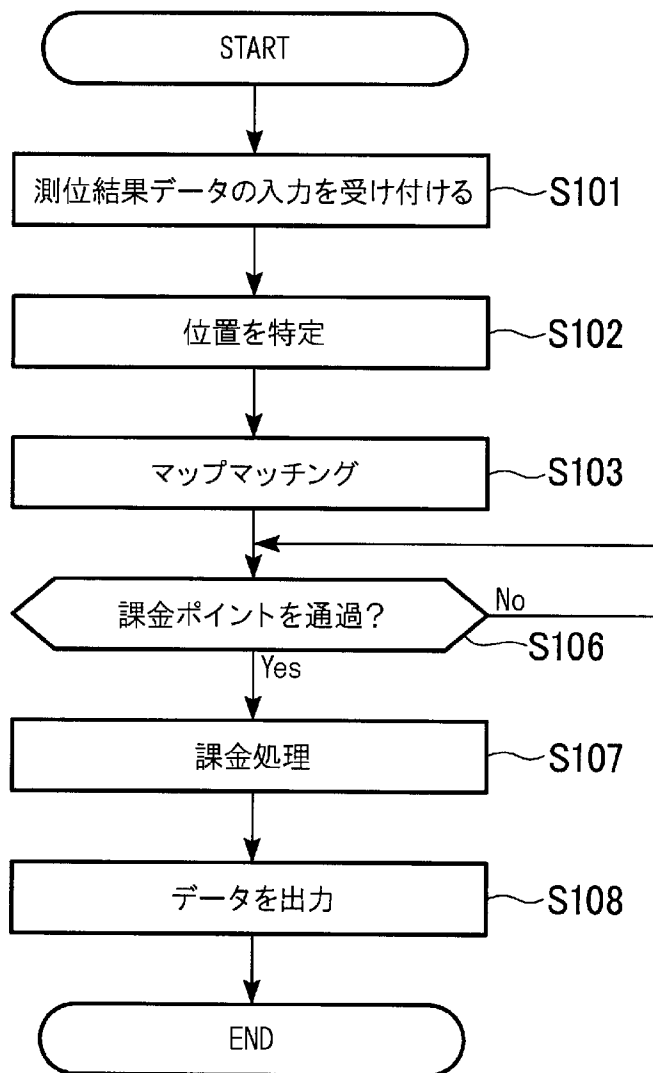 START
測位結果データの入力を受け付ける
S101
位置を特定
S102
マップマッチング
S103
課金ポイントを通過?
No
S106
Yes
課金処理
S107
データを出力
S108
END